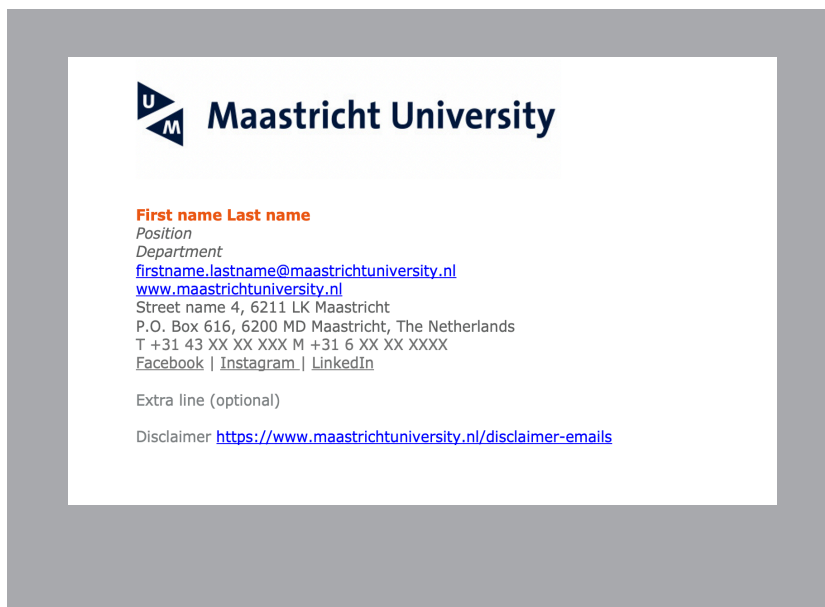 U
M
Maastricht University
First name Last name
Position
Department
firstname.lastname@maastrichtuniversity.nl
www.maastrichtuniversity.nl
Street name 4, 6211 LK Maastricht
P.O. Box 616, 6200 MD Maastricht, The Netherlands
T +31 43 XX XX XXX M +31 6 XX XX XXXX
Facebook | Instagram | LinkedIn
Extra line (optional)
Disclaimer https://www.maastrichtuniversity.nl/disclaimer-emails